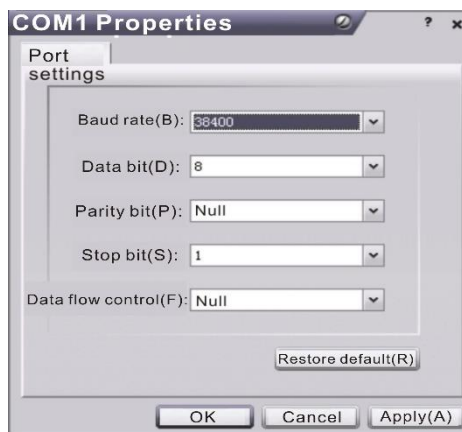 COM1 Properties
? ×
Port
settings
Baud rate(B): 38400
Data bit(D): 8
Parity bit(P): Null
Stop bit(S): 1
Data flow control(F): Null
Restore default(R)
OK Cancel Apply(A)